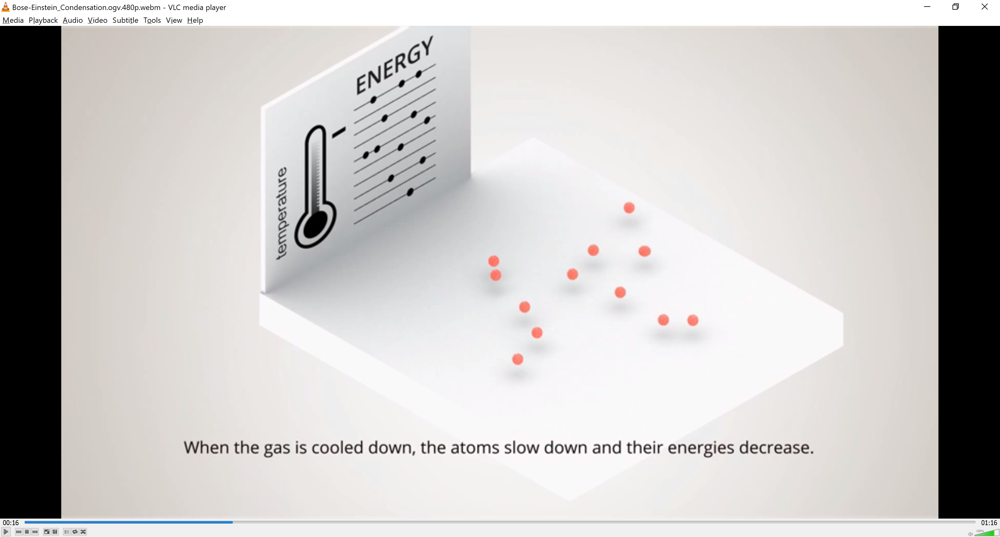 Bose-Einstein_Condensation.ogv.480p.webm - VLC media player
Media Playback Audio Video Subtitle Tools View Help
ENERGY
temperature
When the gas is cooled down, the atoms slow down and their energies decrease.
00:16
01:16
100%